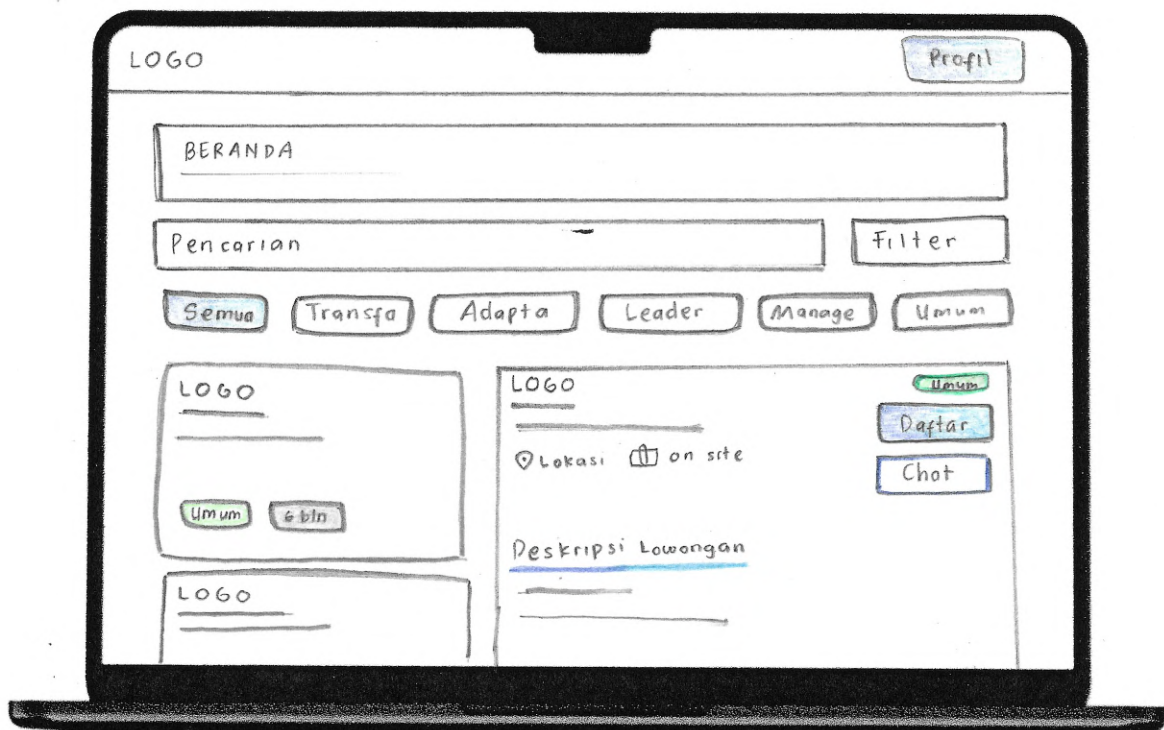 LOGO Profil
BERANDA
Pencarian Filter
Semua Transfa Adapta Leader Manage Umum
LOGO
Umum 6 bln
LOGO
LOGO Umum
Daftar
Lokasi on site
Chat
Deskripsi Lowongan